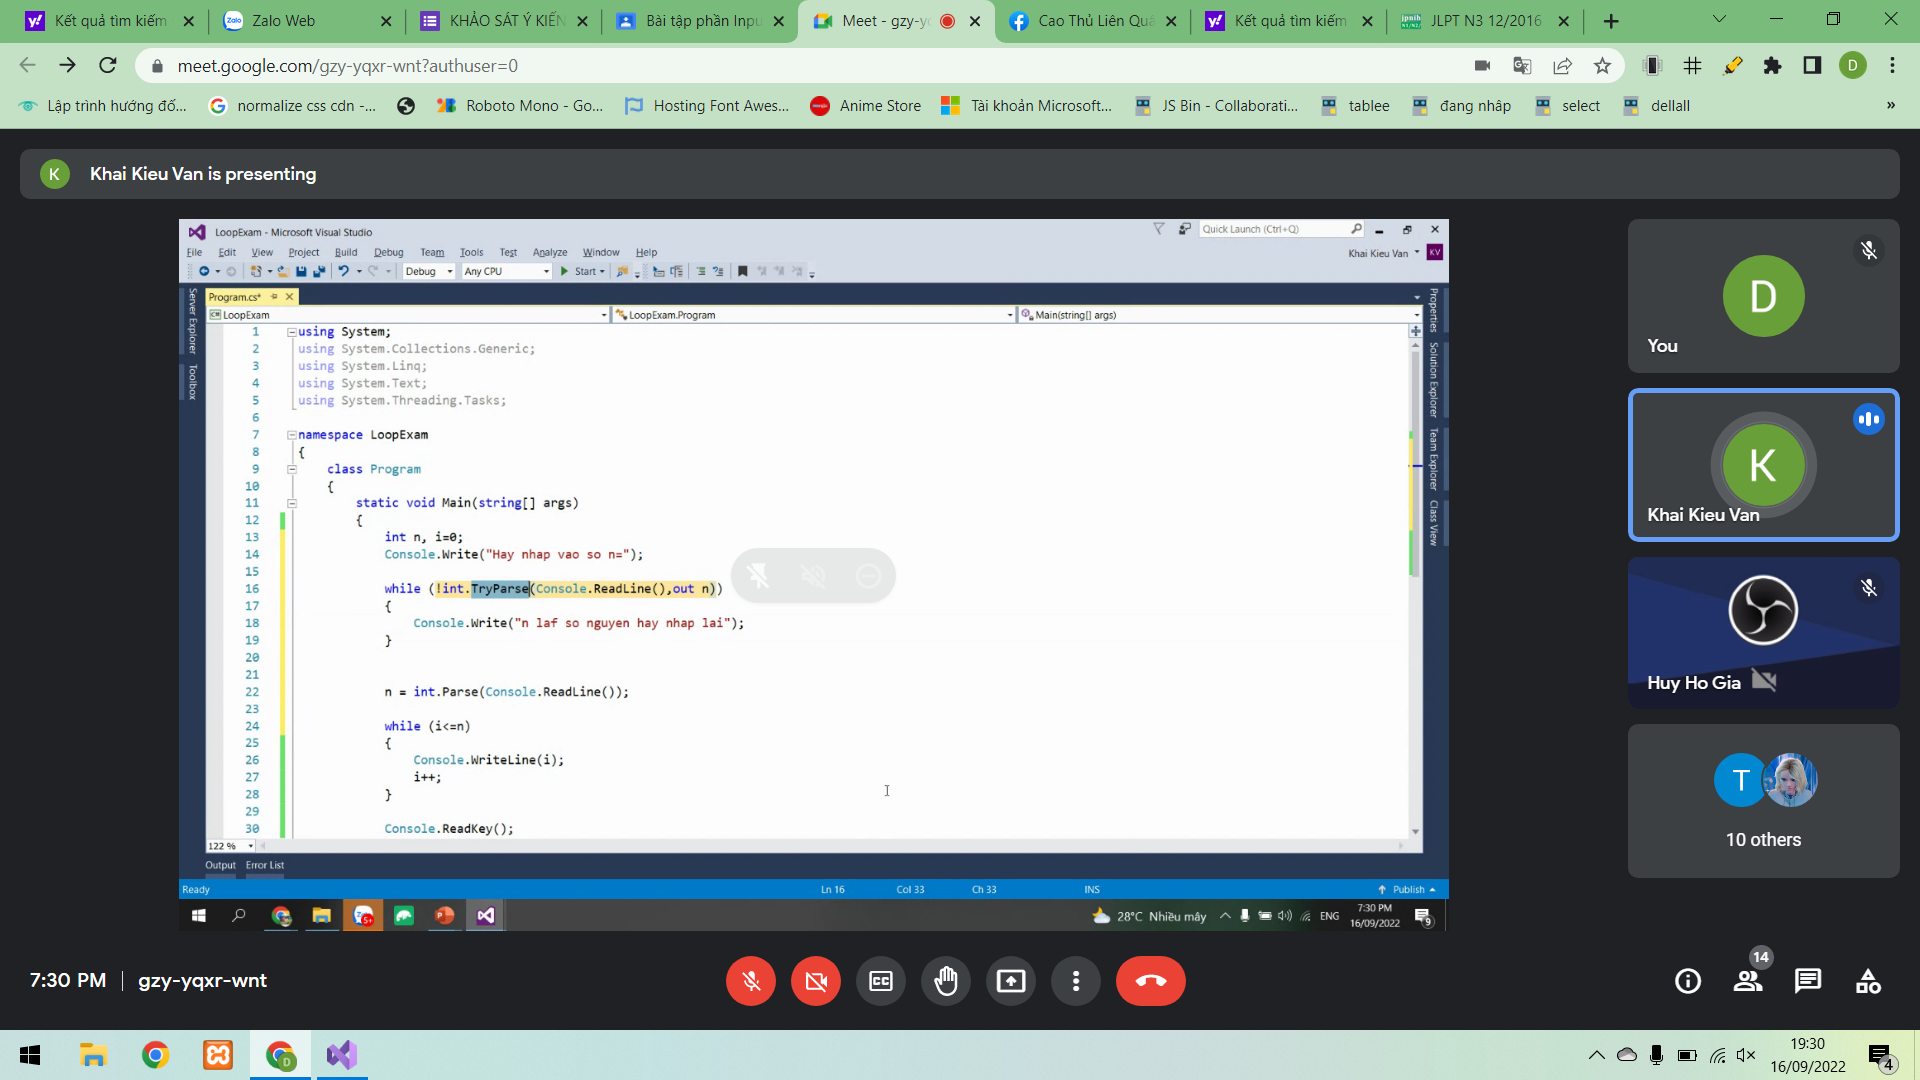 Kết quả tìm kiếm
Zalo Web
KHẢO SÁT Ý KIẾN
Bài tập phần Inpu
Meet - gzy-y
Cao Thủ Liên Quâ
Kết quả tìm kiếm
JLPT N3 12/2016
meet.google.com/gzy-yqxr-wnt?authuser=0
D
Lập trình hướng đố...
normalize css cdn -...
Roboto Mono - Go...
Hosting Font Awes...
Anime Store
Tài khoản Microsoft...
JS Bin - Collaborati...
tablee
đang nhâp
select
dellall
»
K
Khai Kieu Van is presenting
LoopExam - Microsoft Visual Studio
Quick Launch (Ctrl+Q)
File Edit View Project Build Debug Team Tools Test Analyze Window Help
Khai Kieu Van
KV
Debug
Any CPU
Start
Server Explorer
Toolbox
Program.cs*
LoopExam
LoopExam.Program
Main(string[] args)
1 using System;
2 using System.Collections.Generic;
3 using System.Linq;
4 using System.Text;
5 using System.Threading.Tasks;
6
7 namespace LoopExam
8 {
9 class Program
10 {
11 static void Main(string[] args)
12 {
13 int n, i=0;
14 Console.Write("Hay nhap vao so n=");
15
16 while (!int.TryParse(Console.ReadLine(),out n))
17 {
18 Console.Write("n laf so nguyen hay nhap lai");
19 }
20
21
22 n = int.Parse(Console.ReadLine());
23
24 while (i<=n)
25 {
26 Console.WriteLine(i);
27 i++;
28 }
29
30 Console.ReadKey();
Properties
Solution Explorer
Team Explorer
Class View
122 %
Output Error List
Ready
Ln 16
Col 33
Ch 33
INS
Publish
28°C Nhiều mây
ENG
7:30 PM
16/09/2022
9
D
You
K
Khai Kieu Van
Huy Ho Gia
T
10 others
7:30 PM
gzy-yqxr-wnt
14
D
19:30
16/09/2022
4